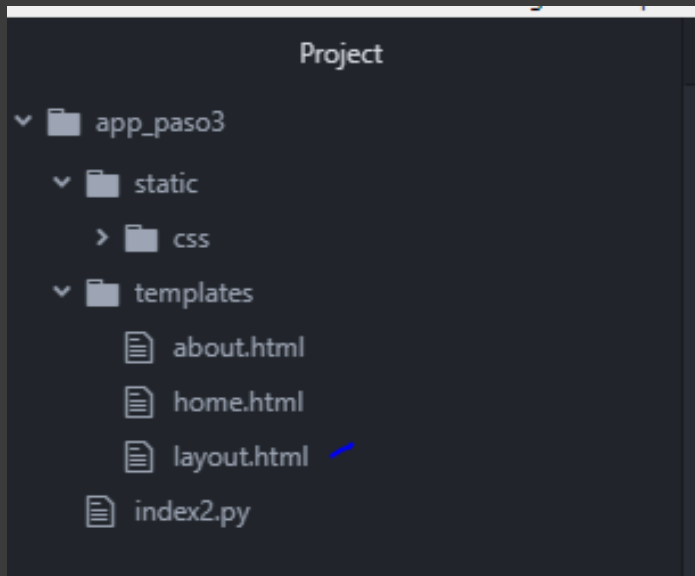 Project
app_paso3
static
css
templates
about.html
home.html
layout.html
index2.py